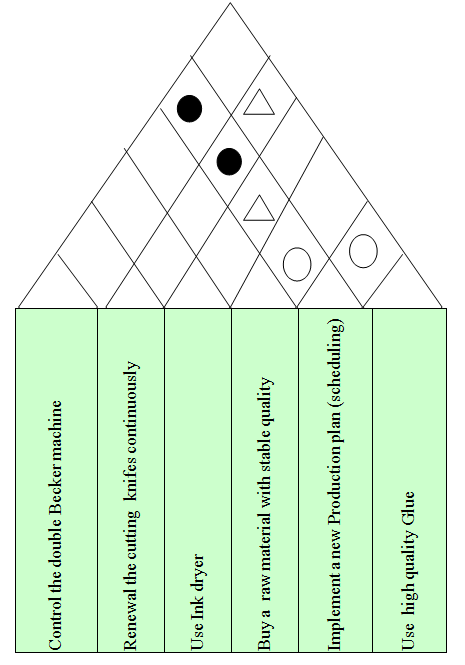 Control the double Becker machine
Renewal the cutting knifes continuously
Use Ink dryer
Buy a raw material with stable quality
Implement a new Production plan (scheduling)
Use high quality Glue